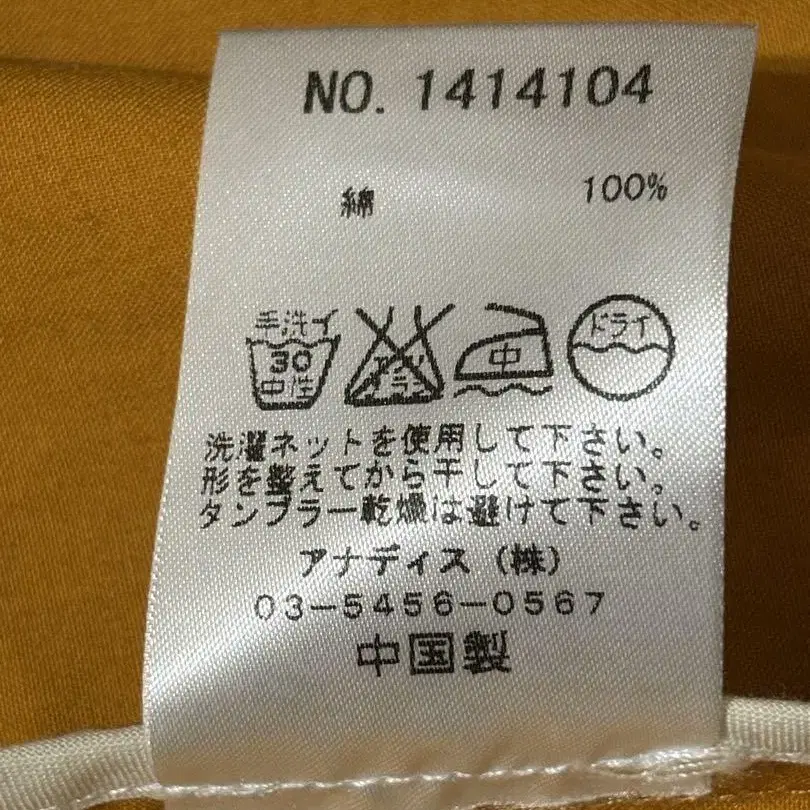 NO. 1414104
綿 100%
手洗イ
30
中性
エンソ
サラシ
中
ドライ
洗濯ネットを使用して下さい。
形を整えてから干して下さい。
タンブラー乾燥は避けて下さい。
アナディス(株)
03-5456-0567
中国製